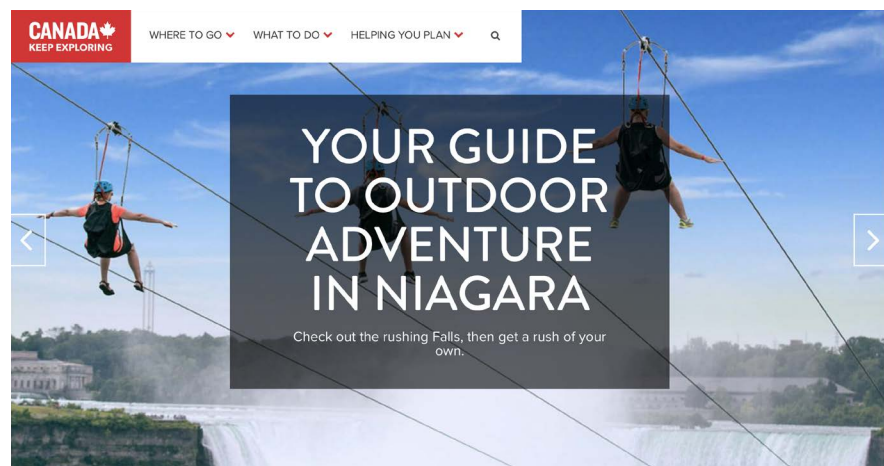 CANADA
KEEP EXPLORING
WHERE TO GO
WHAT TO DO
HELPING YOU PLAN
YOUR GUIDE
TO OUTDOOR
ADVENTURE
IN NIAGARA
Check out the rushing Falls, then get a rush of your
own.